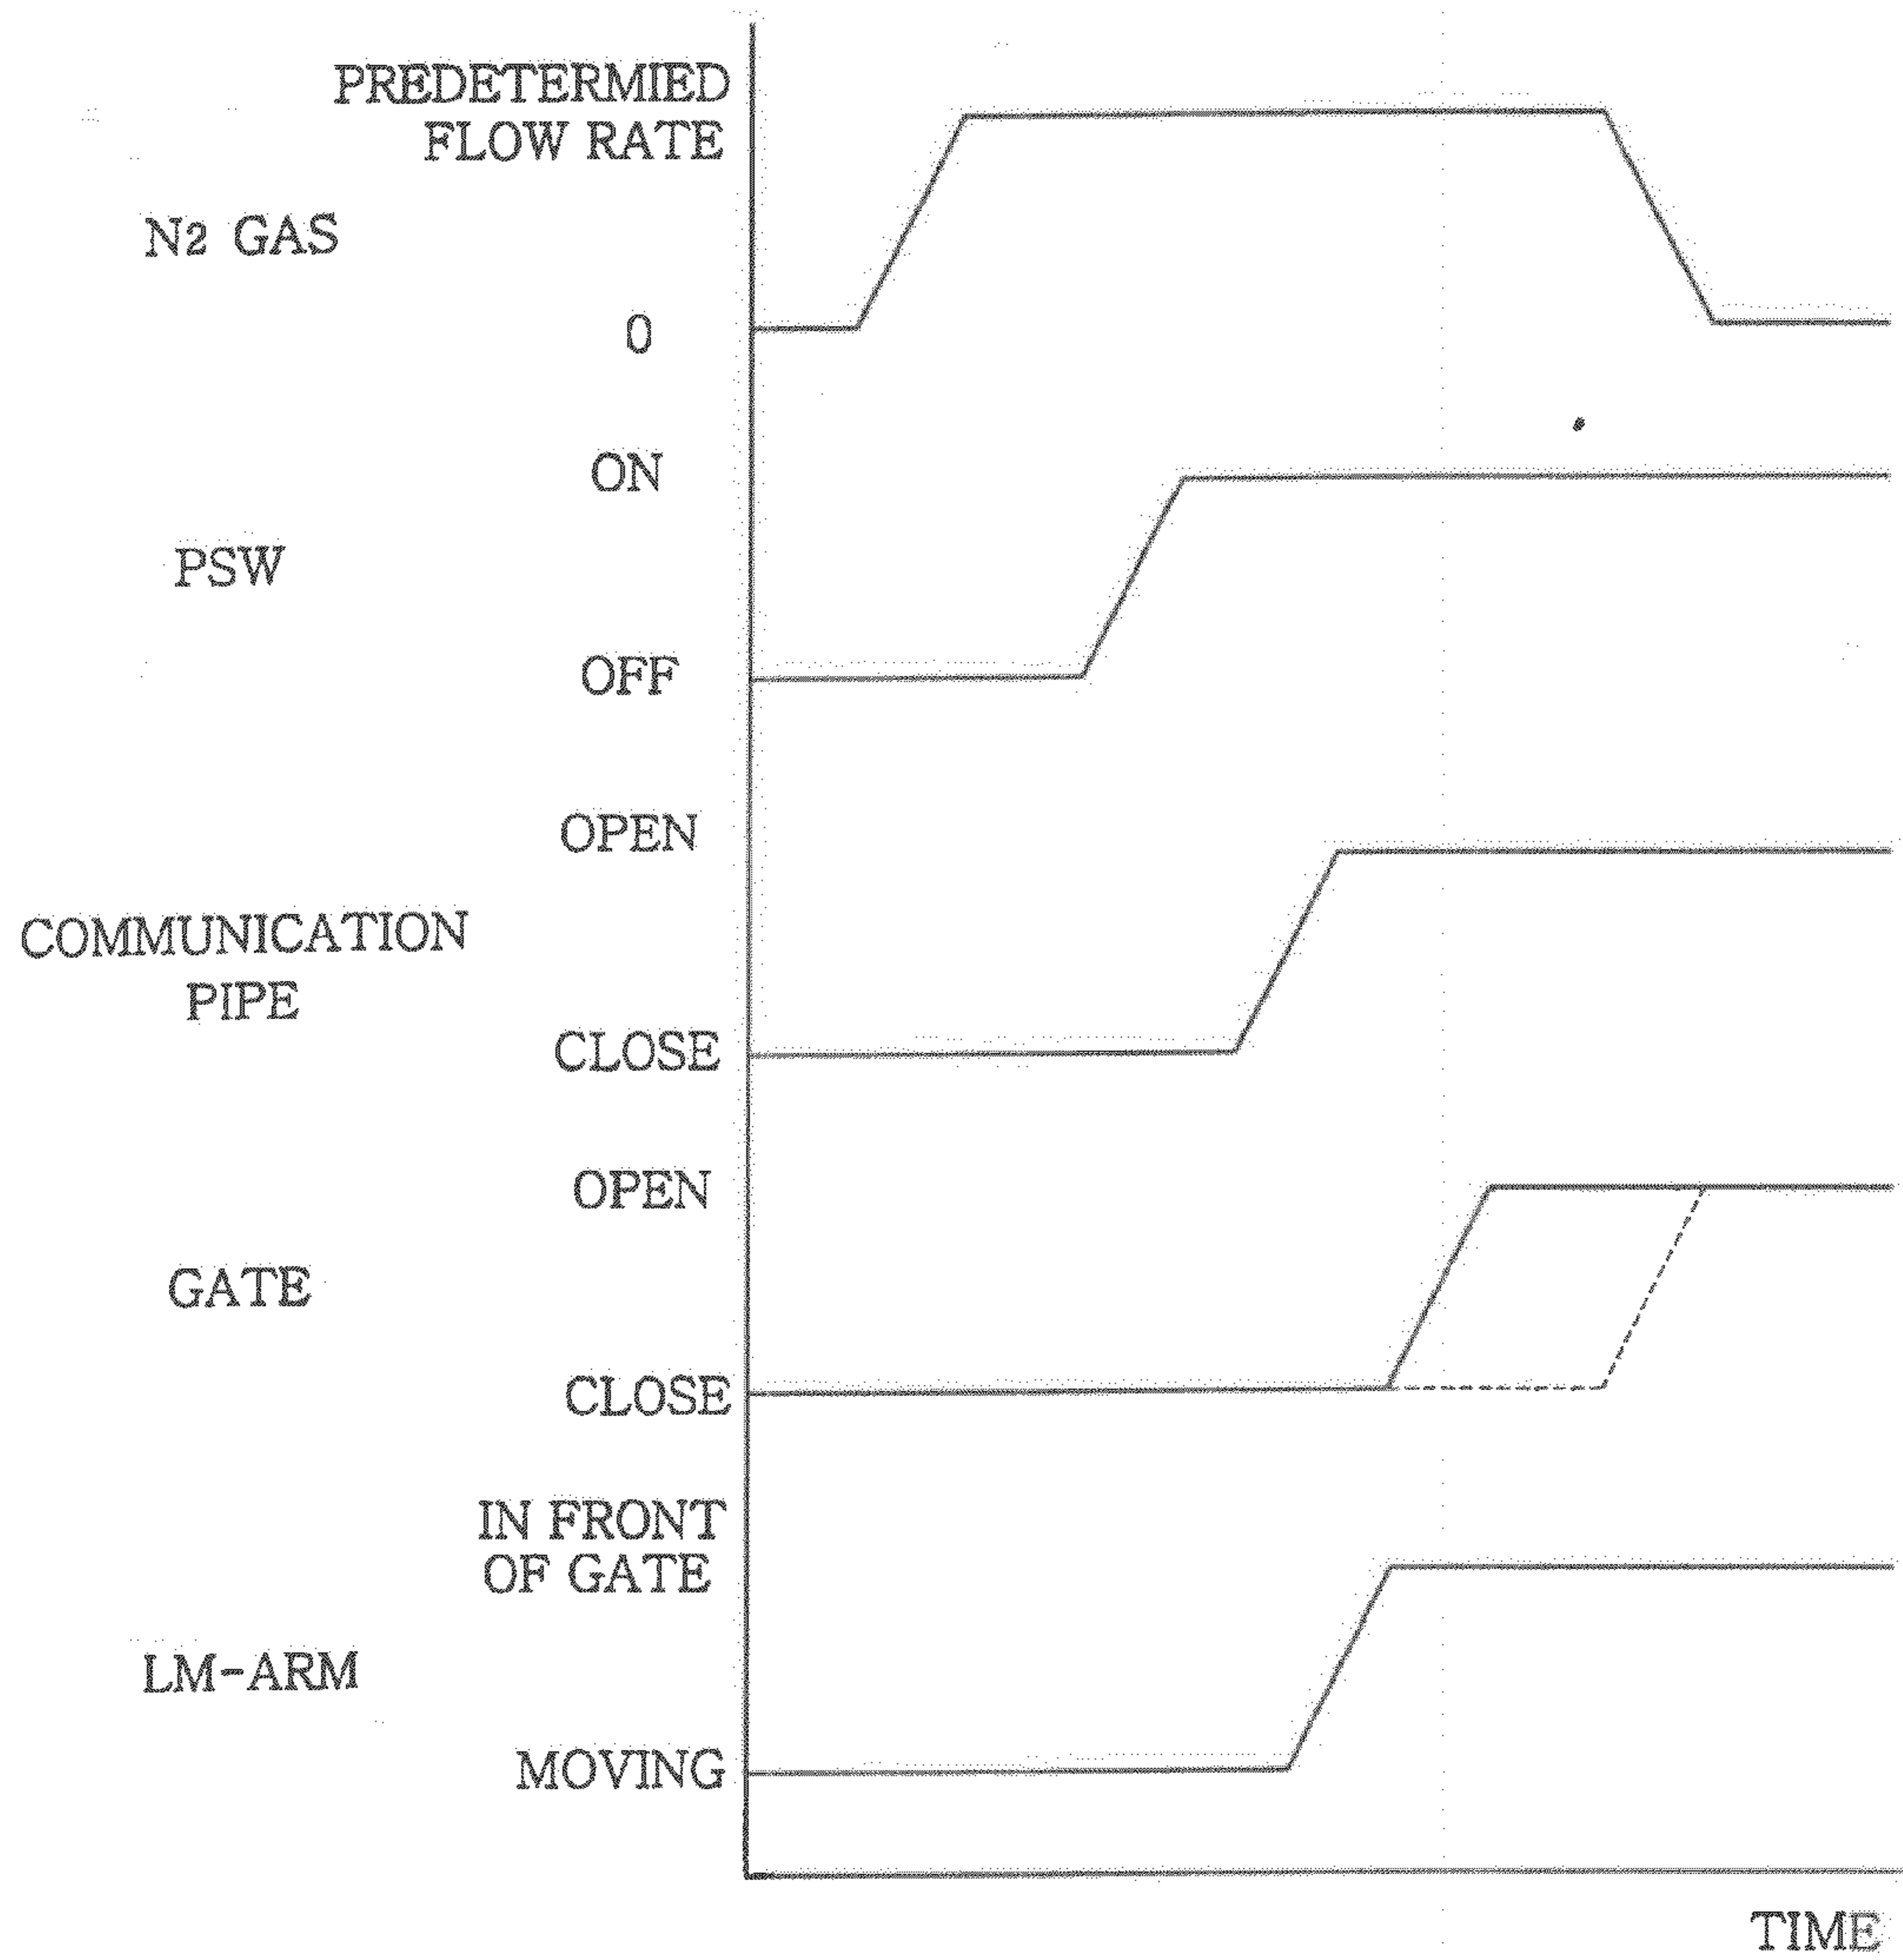 PREDETERMIED
FLOW RATE
N2 GAS
0
ON
PSW
OFF
OPEN
COMMUNICATION
PIPE
CLOSE
OPEN
GATE
CLOSE
IN FRONT
OF GATE
LM-ARM
MOVING
TIME